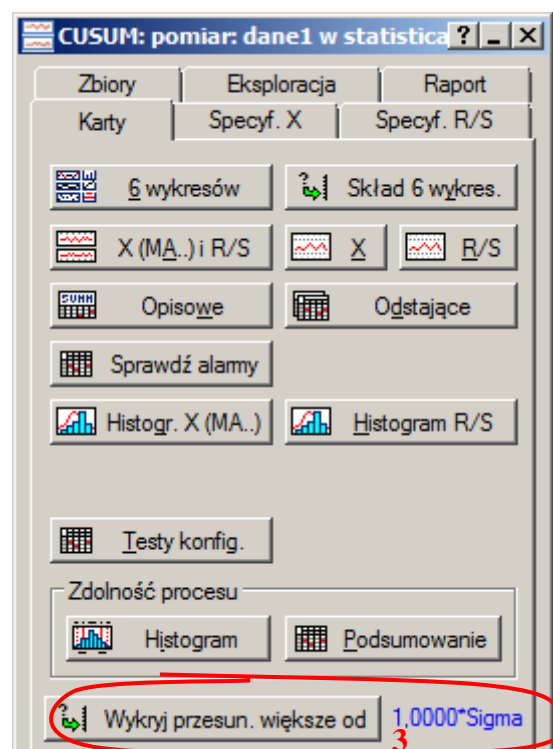 CUSUM: pomiar: dane1 w statistica
Zbiory Eksploracja Raport
Karty Specyf. X Specyf. R/S
6 wykresów Skład 6 wykres.
X (MA..) i R/S X R/S
SUMM Opisowe Odstające
Sprawdź alarmy
Histogr. X (MA..) Histogram R/S
Testy konfig.
Zdolność procesu
Histogram Podsumowanie
Wykryj przesun. większe od 1,0000*Sigma
3